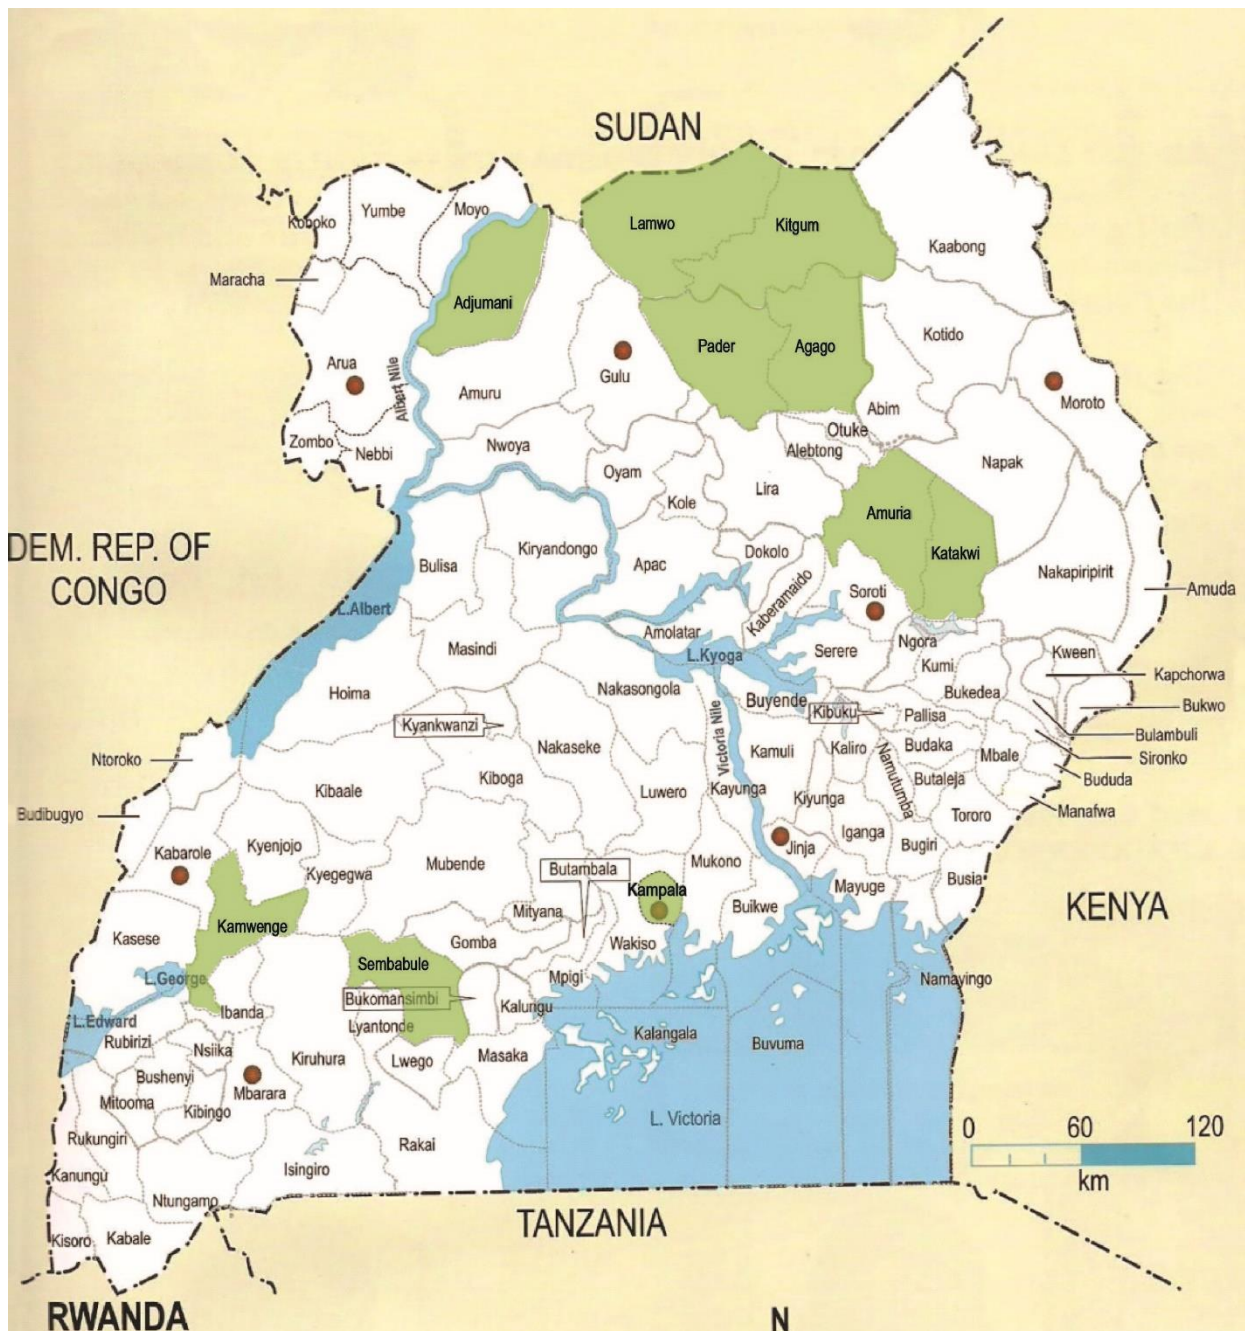 SUDAN
Koboko
Yumbe
Moyo
Lamwo
Kitgum
Kaabong
Maracha
Adjumani
Kotido
Pader
Agago
Arua
Albert Nile
Gulu
Moroto
Amuru
Abim
Otuke
Zombo
Nebbi
Nwoya
Alebtong
Napak
Oyam
Lira
Kole
Amuria
Katakwi
DEM. REP. OF
CONGO
Bulisa
Kiryandongo
Apac
Dokolo
Kaberamaido
Nakapiripirit
Amuda
Soroti
L.Albert
Amolatar
Ngora
Masindi
L.Kyoga
Serere
Kween
Kumi
Kapchorwa
Hoima
Nakasongola
Buyende
Bukedea
Bukwo
Kyankwanzi
Kibuku
Pallisa
Bulambuli
Victoria Nile
Nakaseke
Kamuli
Kaliro
Namutumba
Budaka
Mbale
Sironko
Ntoroko
Kiboga
Bududa
Kibaale
Luwero
Kayunga
Kiyunga
Butaleja
Manafwa
Budibugyo
Tororo
Iganga
Bugiri
Jinja
Kabarole
Kyenjojo
Kyegegwa
Mubende
Butambala
Mukono
Kampala
Mayuge
Busia
Mityana
Buikwe
KENYA
Kamwenge
Kasese
Gomba
Wakiso
Sembabule
Mpigi
L.George
Namayingo
Bukomansimbi
Kalungu
Ibanda
L.Edward
Lyantonde
Rubirizi
Kalangala
Buvuma
Nsiika
Kiruhura
Lwego
Masaka
Bushenyi
Mbarara
Mitooma
Kibingo
L. Victoria
0 60 120
km
Rukungiri
Rakai
Isingiro
Kanungu
Ntungamo
Kisoro
Kabale
TANZANIA
RWANDA
N